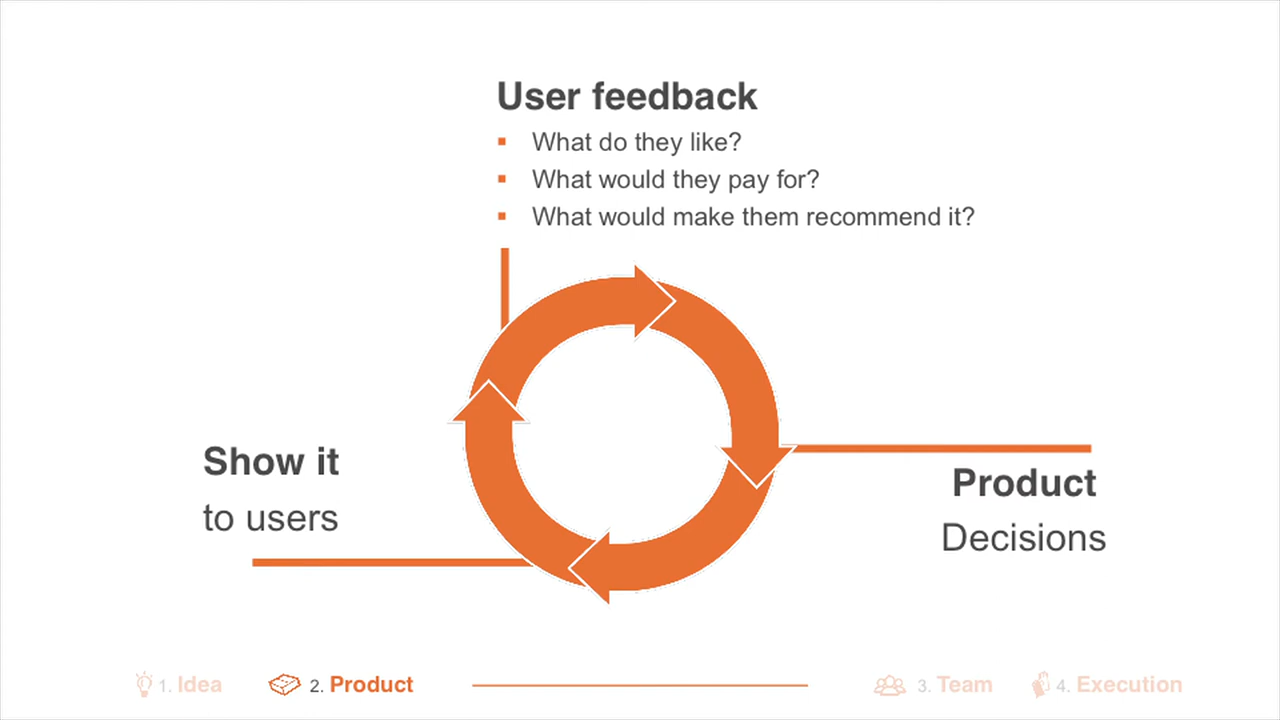 User feedback
▪ What do they like?
▪ What would they pay for?
▪ What would make them recommend it?
Show it
to users
Product
Decisions
1. Idea
2. Product
3. Team
4. Execution